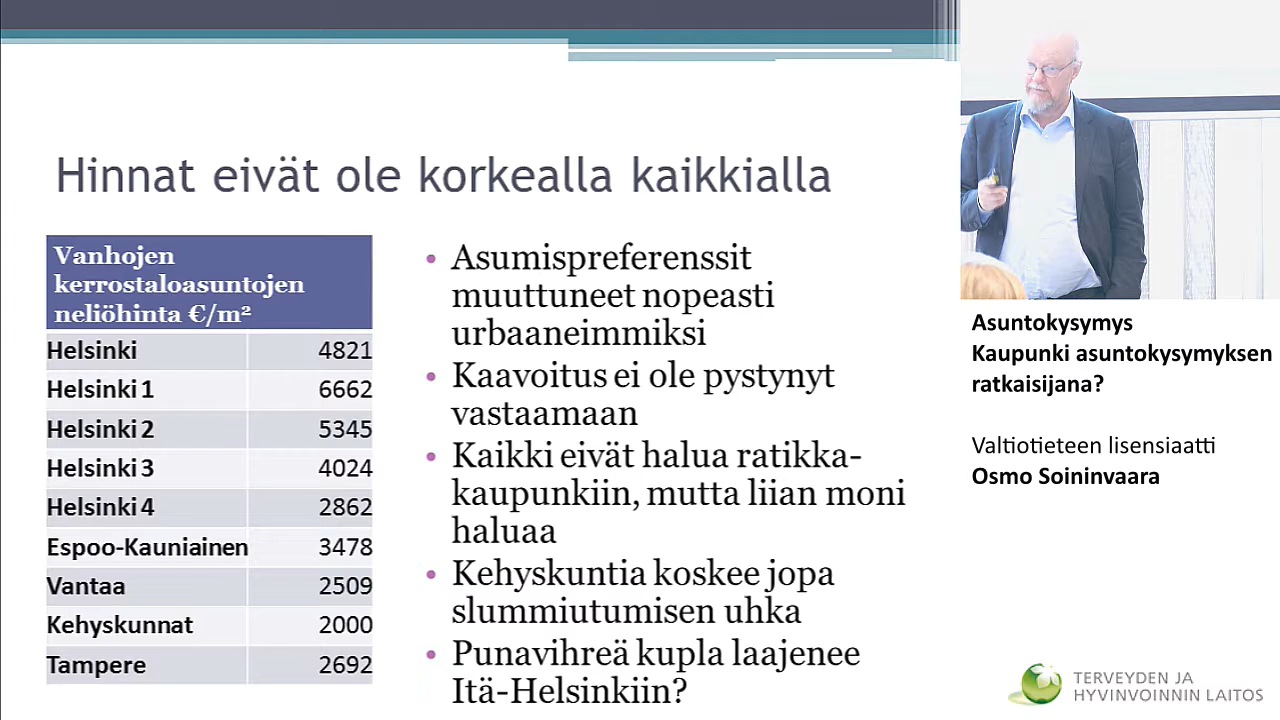 Hinnat eivät ole korkealla kaikkialla
Vanhojen
kerrostaloasuntojen
neliöhinta €/m²
Helsinki 4821
Helsinki 1 6662
Helsinki 2 5345
Helsinki 3 4024
Helsinki 4 2862
Espoo-Kauniainen 3478
Vantaa 2509
Kehyskunnat 2000
Tampere 2692
• Asumispreferenssit
muuttuneet nopeasti
urbaaneimmiksi
• Kaavoitus ei ole pystynyt
vastaamaan
• Kaikki eivät halua ratikka-
kaupunkiin, mutta liian moni
haluaa
• Kehyskuntia koskee jopa
slummiutumisen uhka
• Punavihreä kupla laajenee
Itä-Helsinkiin?
Asuntokysymys
Kaupunki asuntokysymyksen
ratkaisijana?
Valtiotieteen lisensiaatti
Osmo Soininvaara
TERVEYDEN JA
HYVINVOINNIN LAITOS